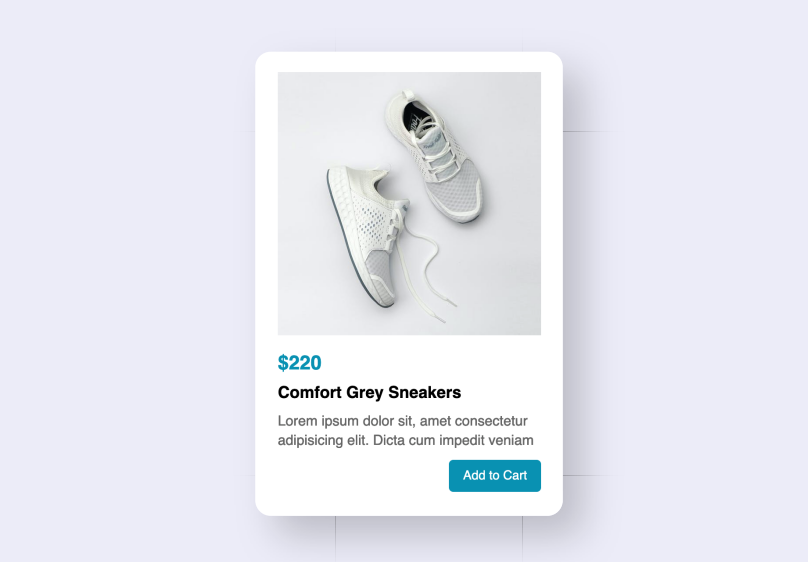 $220
Comfort Grey Sneakers
Lorem ipsum dolor sit, amet consectetur
adipisicing elit. Dicta cum impedit veniam
Add to Cart